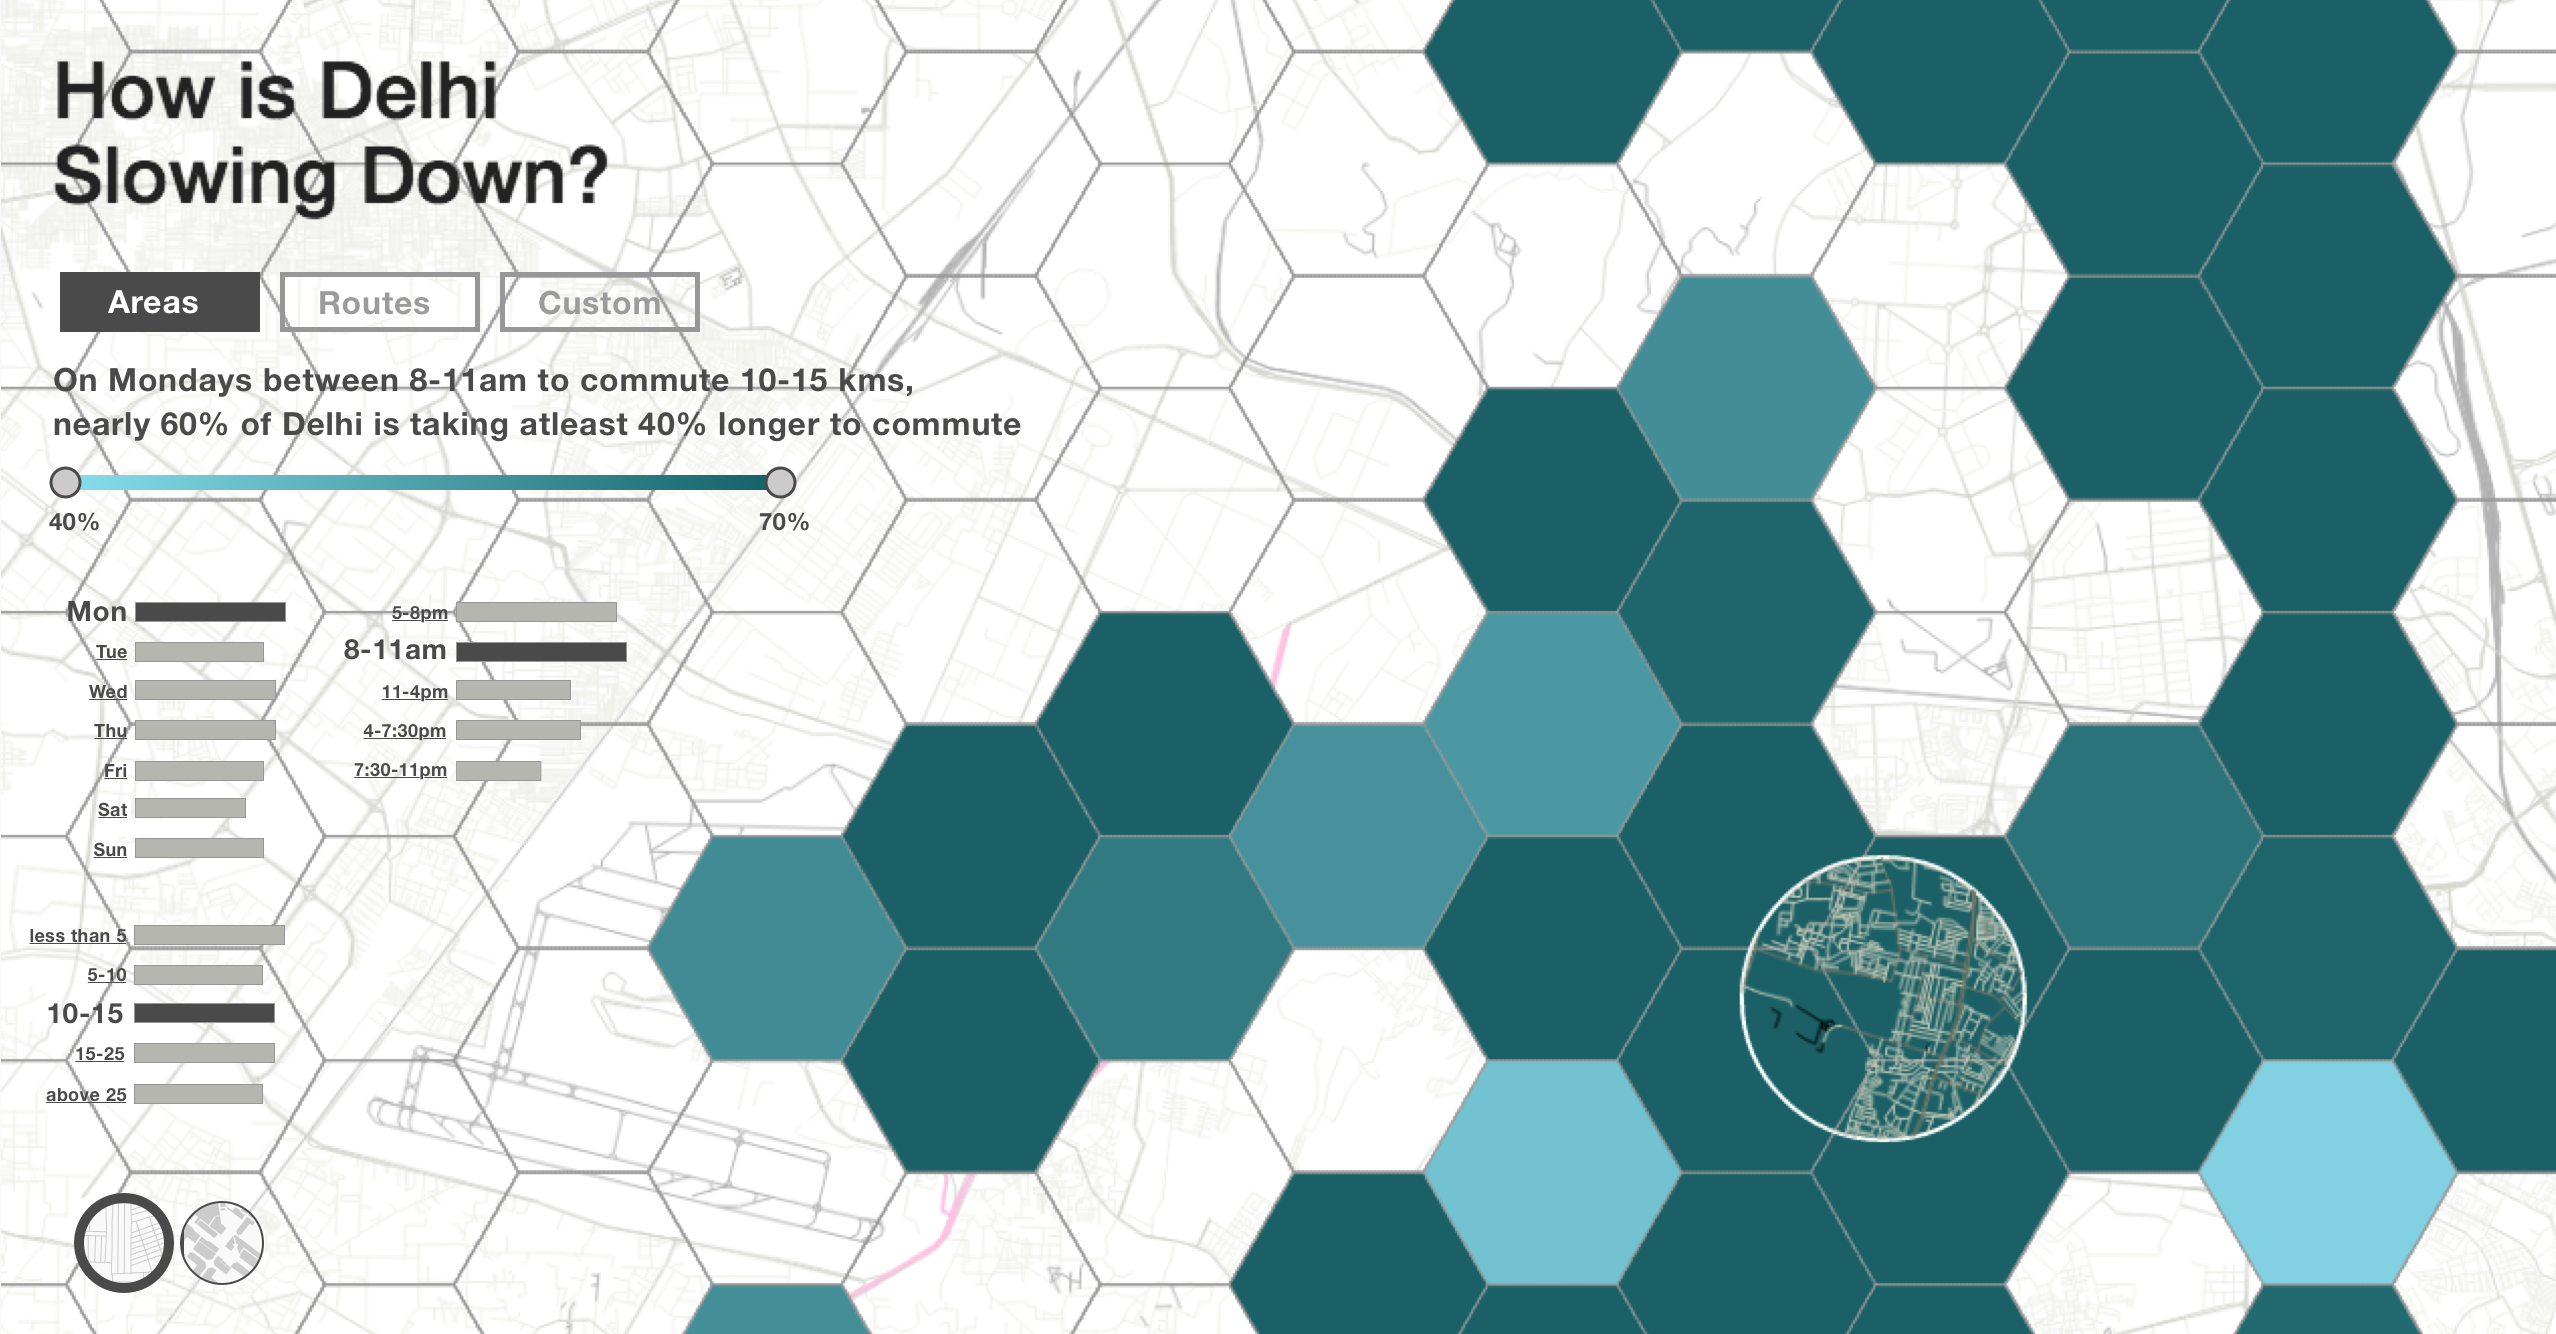 How is Delhi
Slowing Down?
Areas
Routes
Custom
On Mondays between 8-11am to commute 10-15 kms,
nearly 60% of Delhi is taking atleast 40% longer to commute
40%
70%
Mon
Tue
Wed
Thu
Fri
Sat
Sun
5-8pm
8-11am
11-4pm
4-7:30pm
7:30-11pm
less than 5
5-10
10-15
15-25
above 25